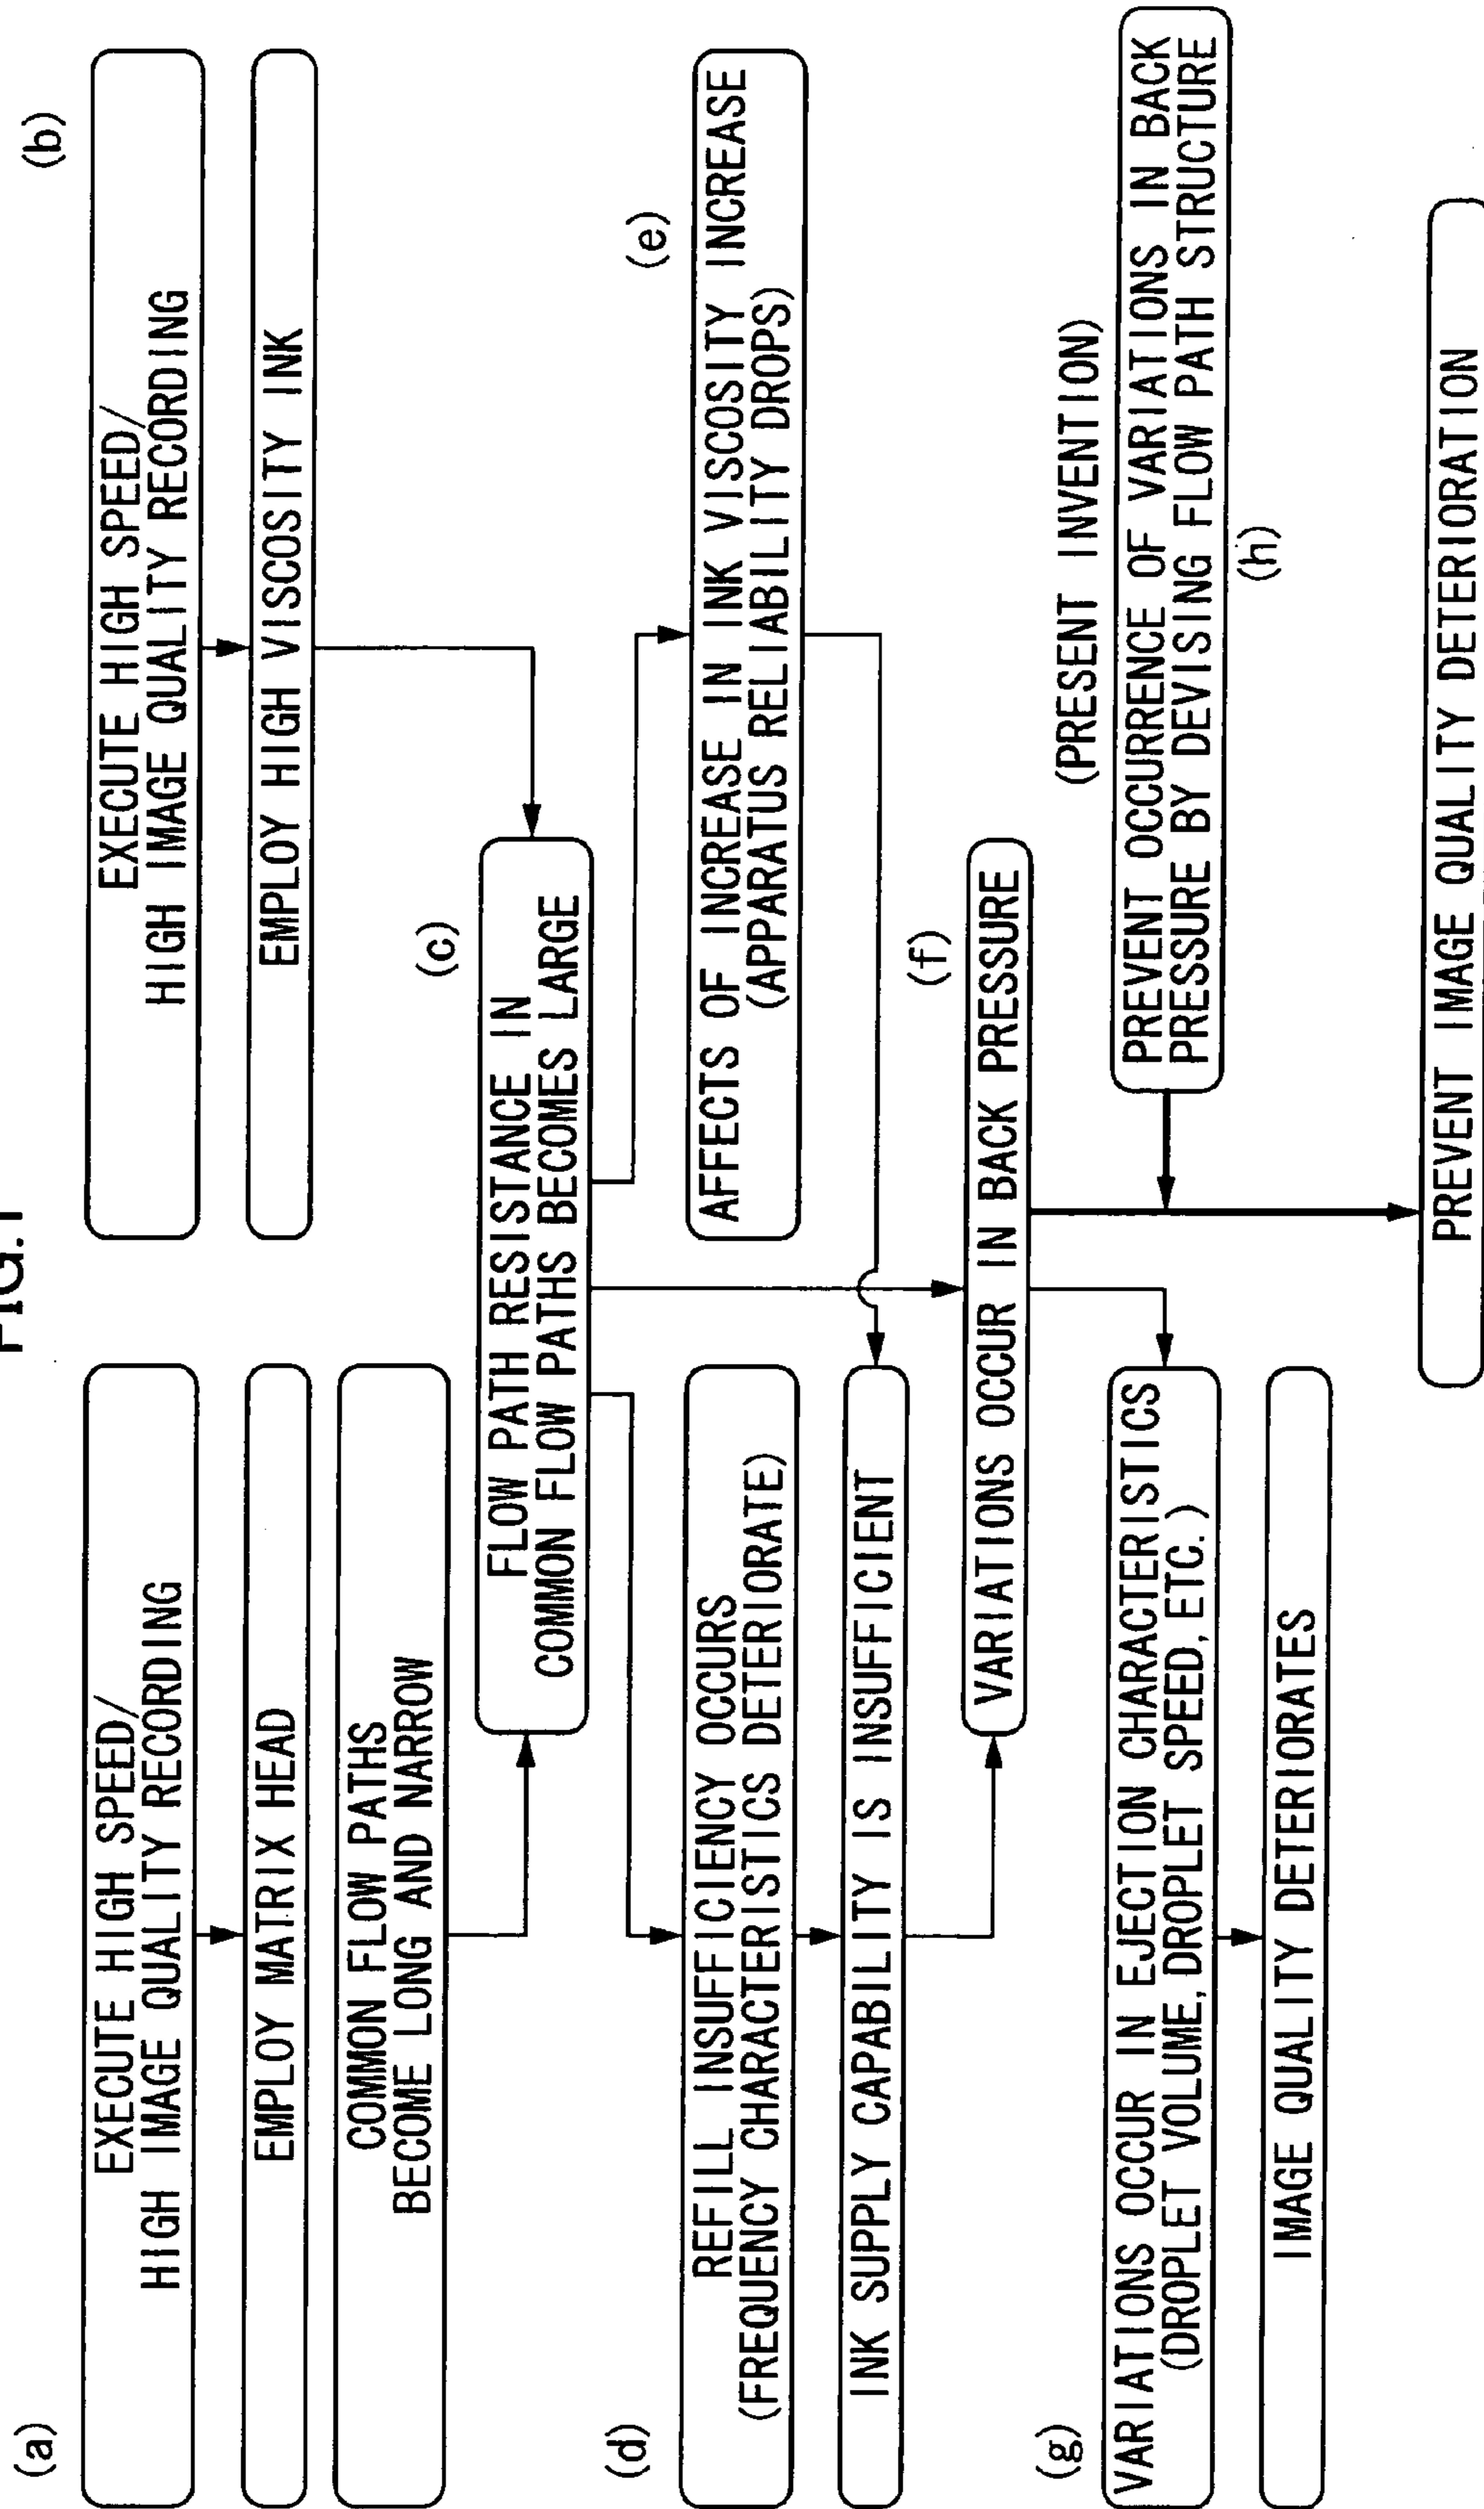 FIG.1
(a)
EXECUTE HIGH SPEED/
HIGH IMAGE QUALITY RECORDING
EMPLOY MATRIX HEAD
COMMON FLOW PATHS
BECOME LONG AND NARROW
(b)
EXECUTE HIGH SPEED/
HIGH IMAGE QUALITY RECORDING
EMPLOY HIGH VISCOSITY INK
(c)
FLOW PATH RESISTANCE IN
COMMON FLOW PATHS BECOMES LARGE
(d)
REFILL INSUFFICIENCY OCCURS
(FREQUENCY CHARACTERISTICS DETERIORATE)
INK SUPPLY CAPABILITY IS INSUFFICIENT
(e)
AFFECTS OF INCREASE IN INK VISCOSITY INCREASE
(APPARATUS RELIABILITY DROPS)
(f)
VARIATIONS OCCUR IN BACK PRESSURE
(g)
VARIATIONS OCCUR IN EJECTION CHARACTERISTICS
(DROPLET VOLUME, DROPLET SPEED, ETC.)
IMAGE QUALITY DETERIORATES
(PRESENT INVENTION)
PREVENT OCCURRENCE OF VARIATIONS IN BACK
PRESSURE BY DEVISING FLOW PATH STRUCTURE
(h)
PREVENT IMAGE QUALITY DETERIORATION